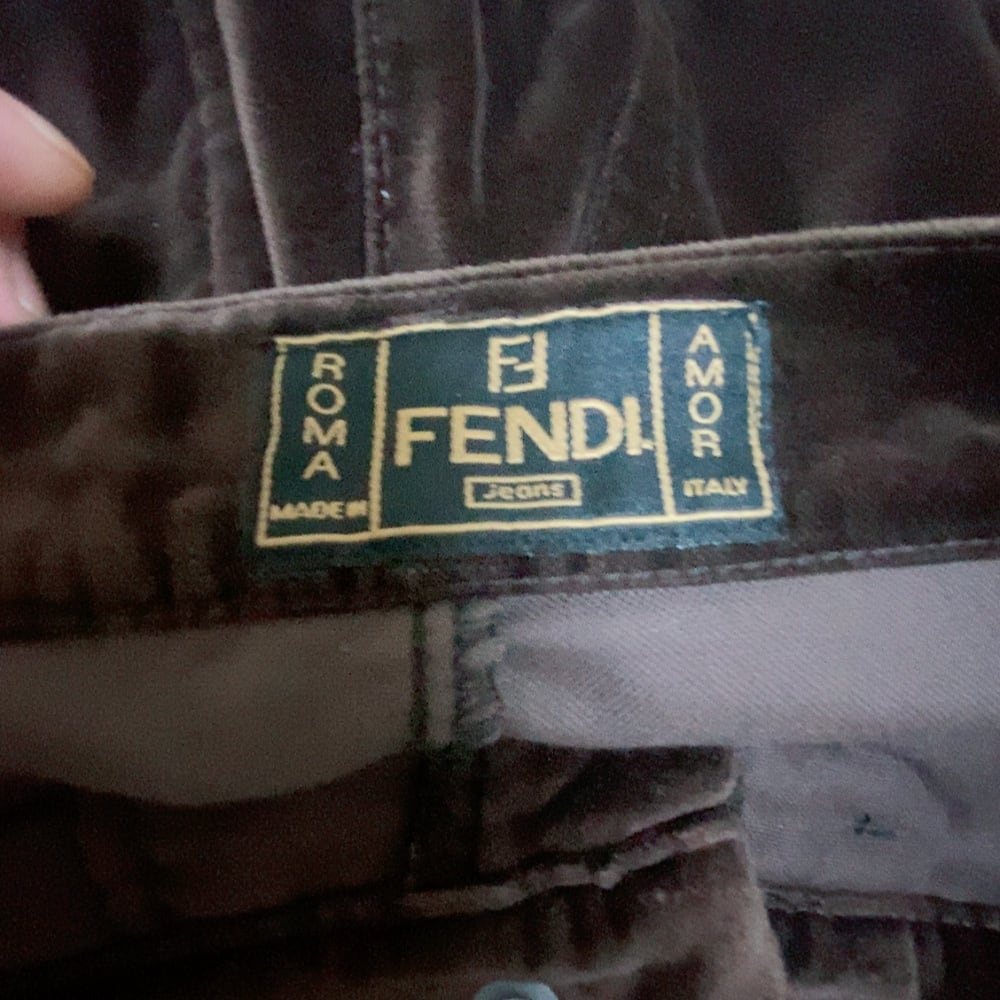 ROMA
MADE IN
FF
FENDI
Jeans
AMOR
ITALY